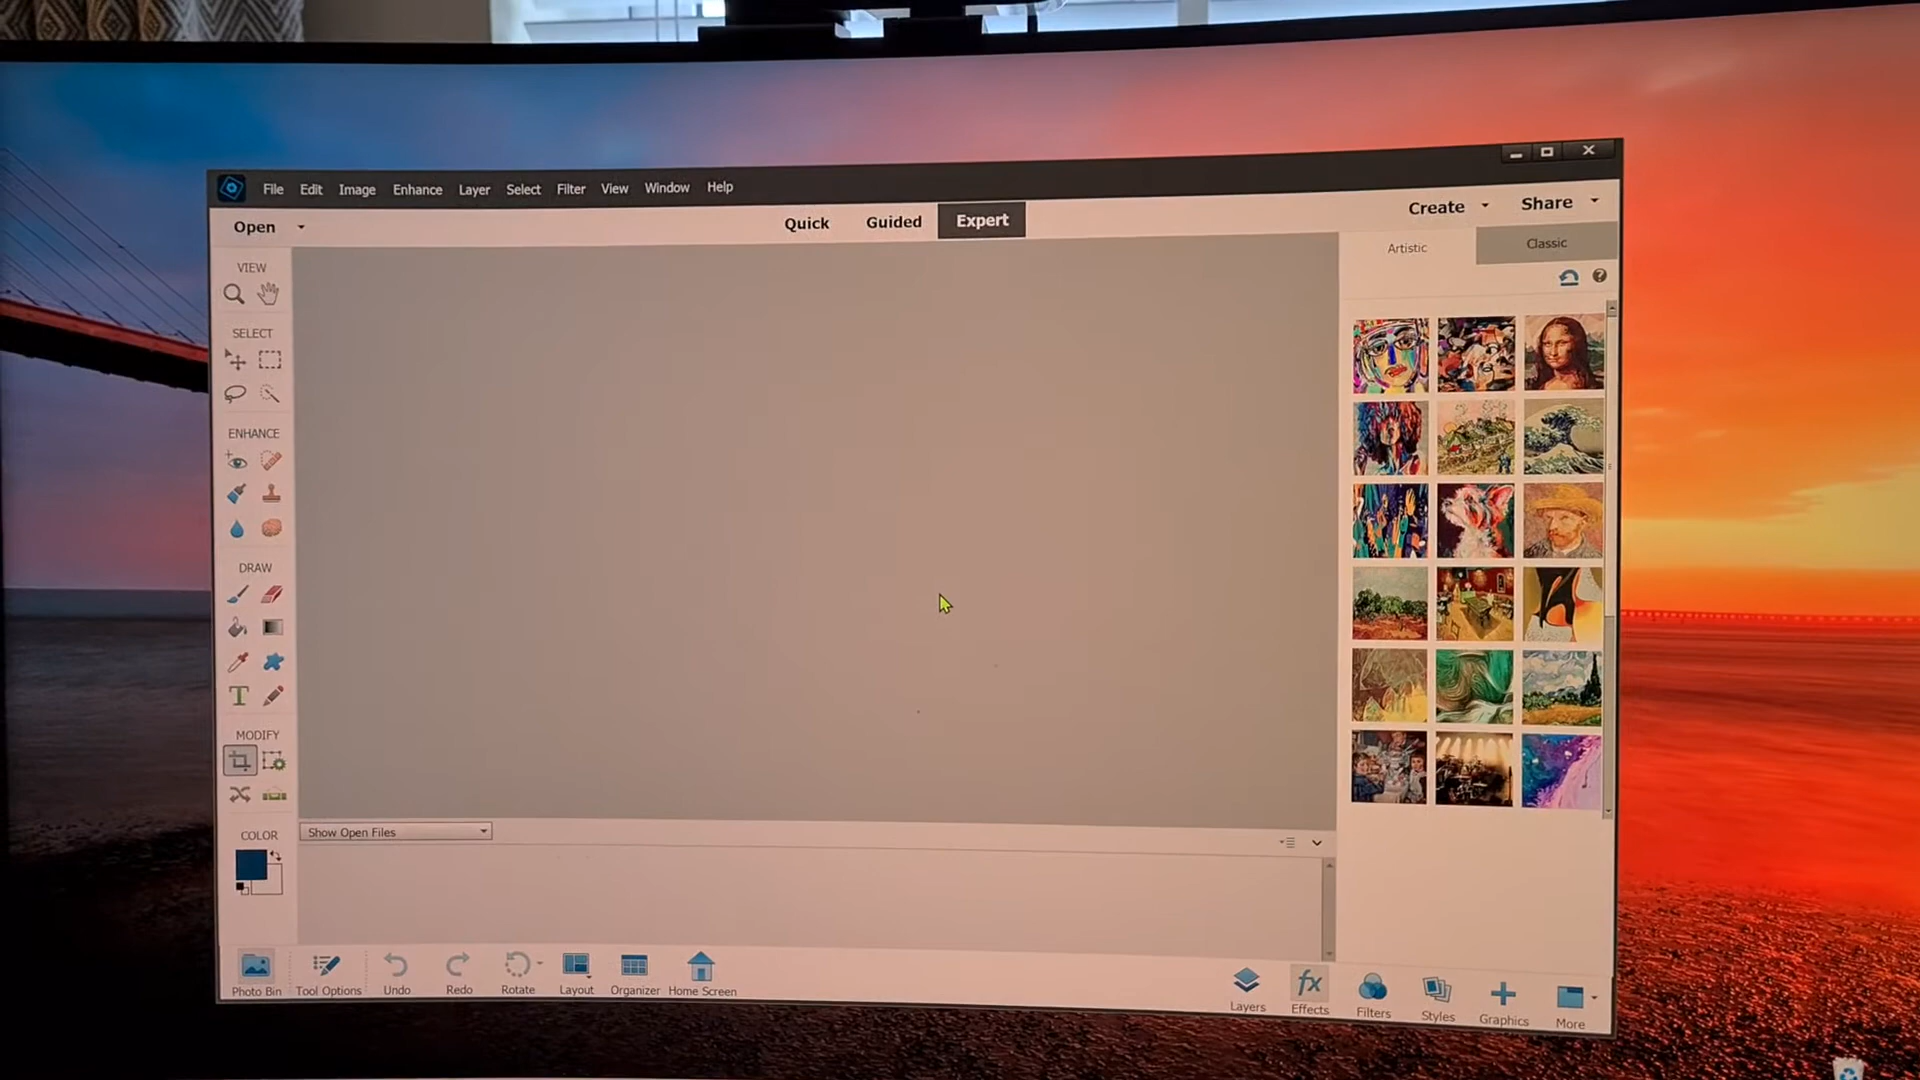 File Edit Image Enhance Layer Select Filter View Window Help
Open Quick Guided Expert Create Share
Artistic Classic
VIEW
SELECT
ENHANCE
DRAW
MODIFY
COLOR
Show Open Files
Photo Bin Tool Options Undo Redo Rotate Layout Organizer Home Screen Layers Effects Filters Styles Graphics More